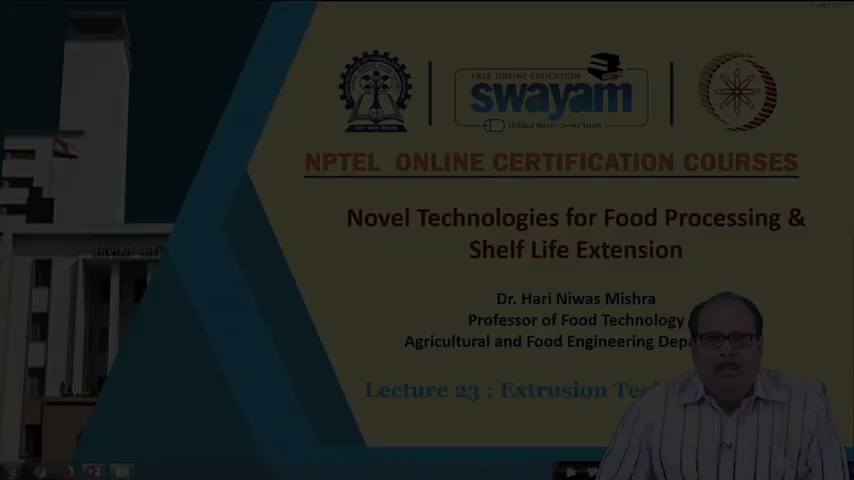 FREE ONLINE EDUCATION
swayam
NPTEL ONLINE CERTIFICATION COURSES
Novel Technologies for Food Processing &
Shelf Life Extension
Dr. Hari Niwas Mishra
Professor of Food Technology
Agricultural and Food Engineering
Lecture 23 : Extrusion